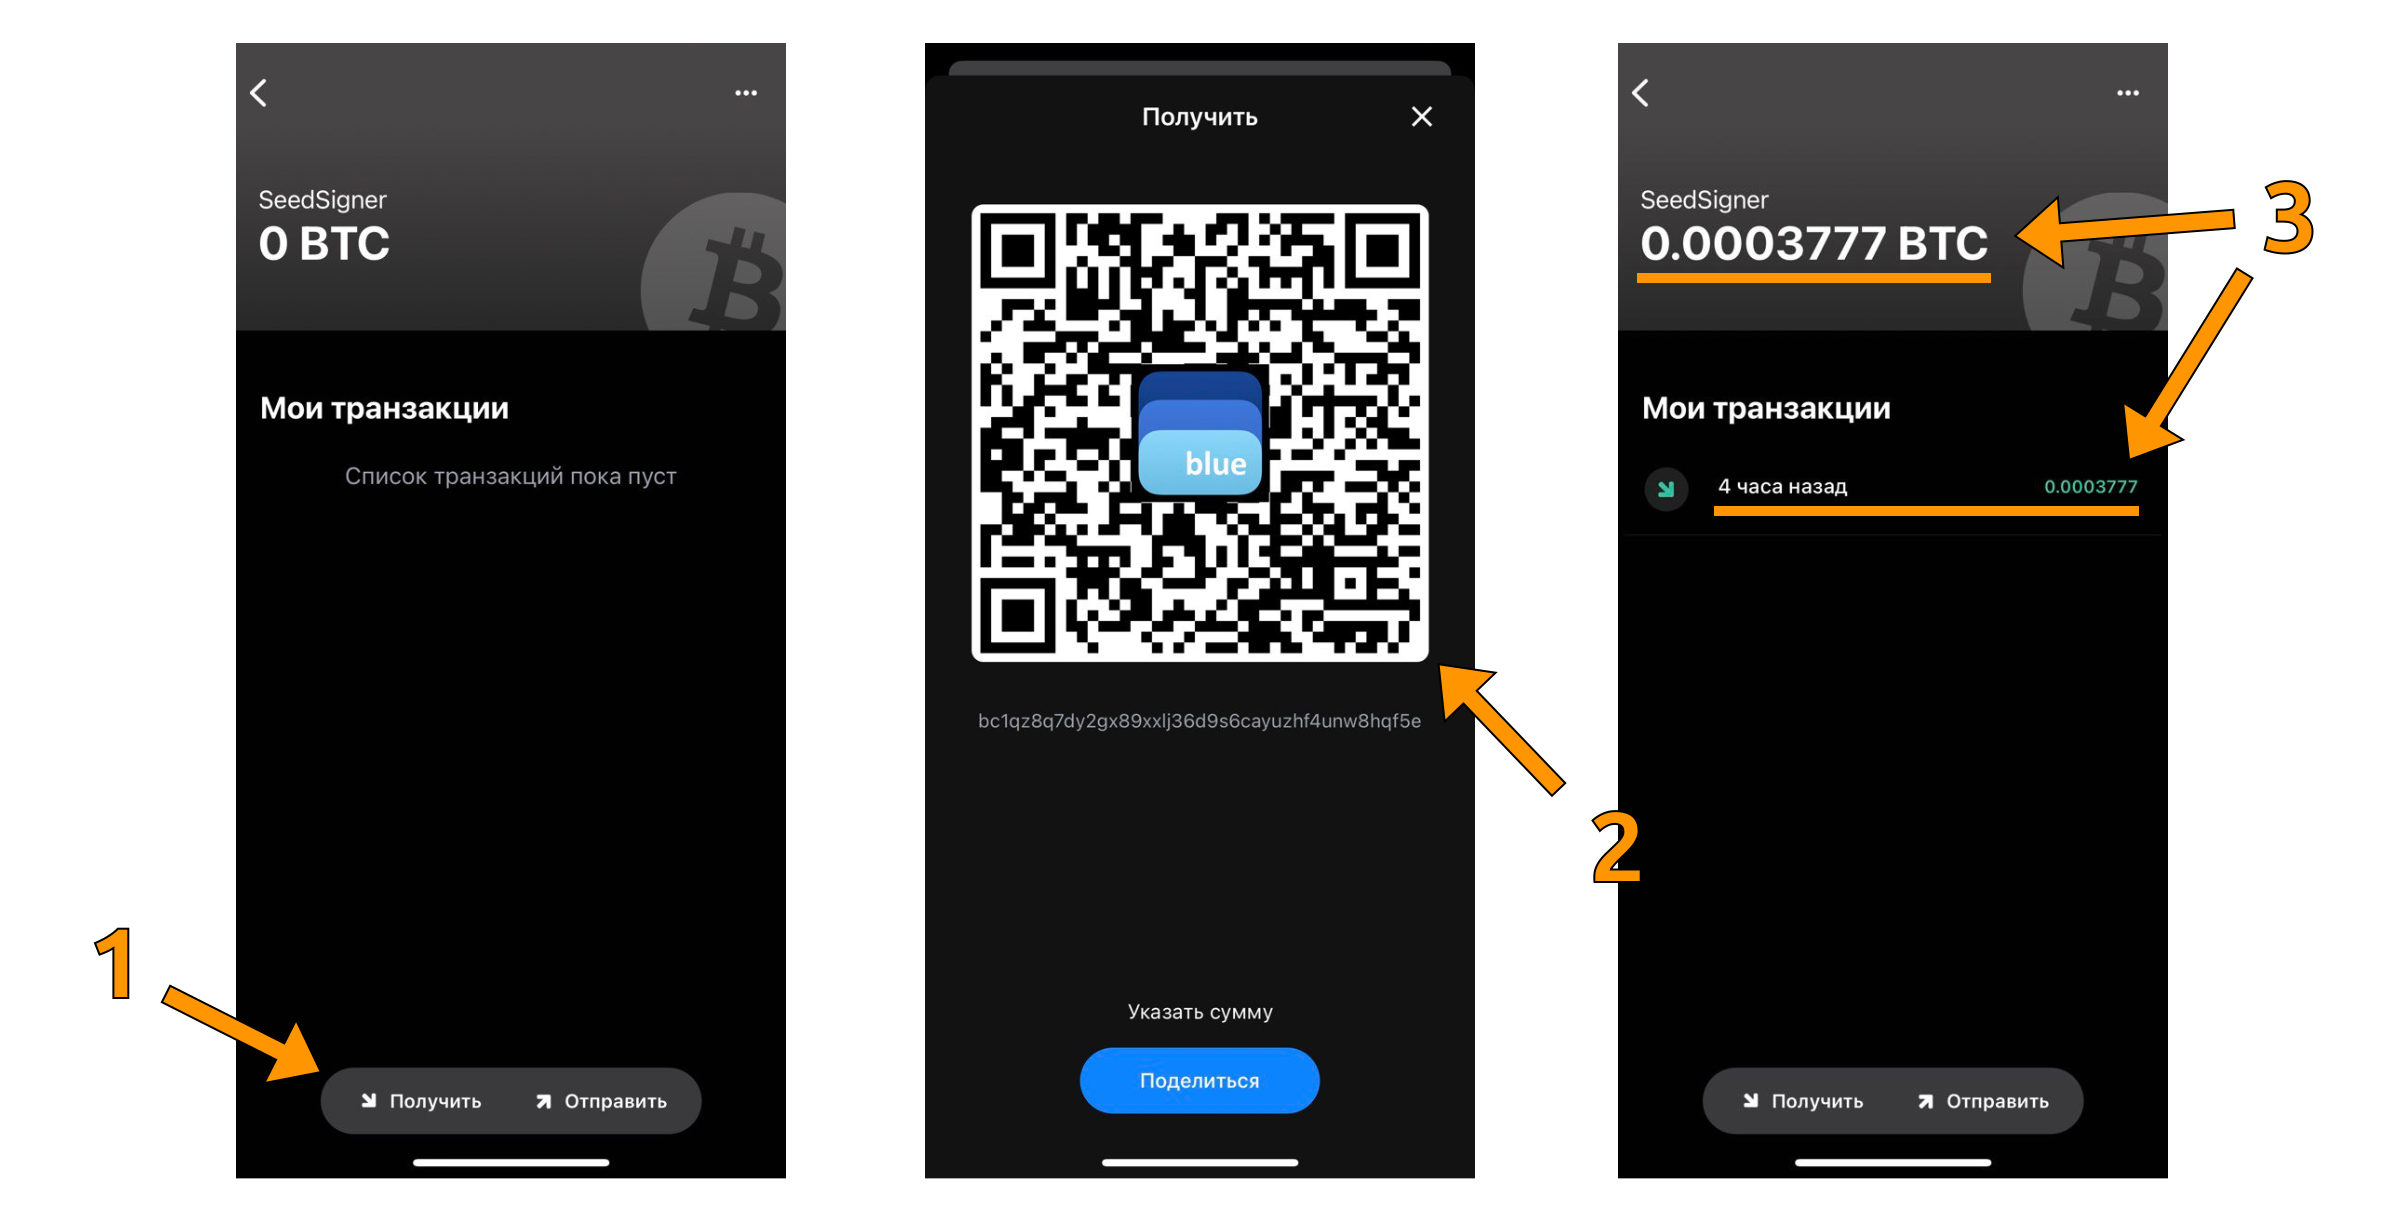 SeedSigner
0 BTC
Мои транзакции
Список транзакций пока пуст
1
Получить
Отправить
Получить
blue
bc1qz8q7dy2gx89xxlj36d9s6cayuzhf4unw8hqf5e
2
Указать сумму
Поделиться
SeedSigner
0.0003777 BTC
3
Мои транзакции
4 часа назад 0.0003777
Получить
Отправить